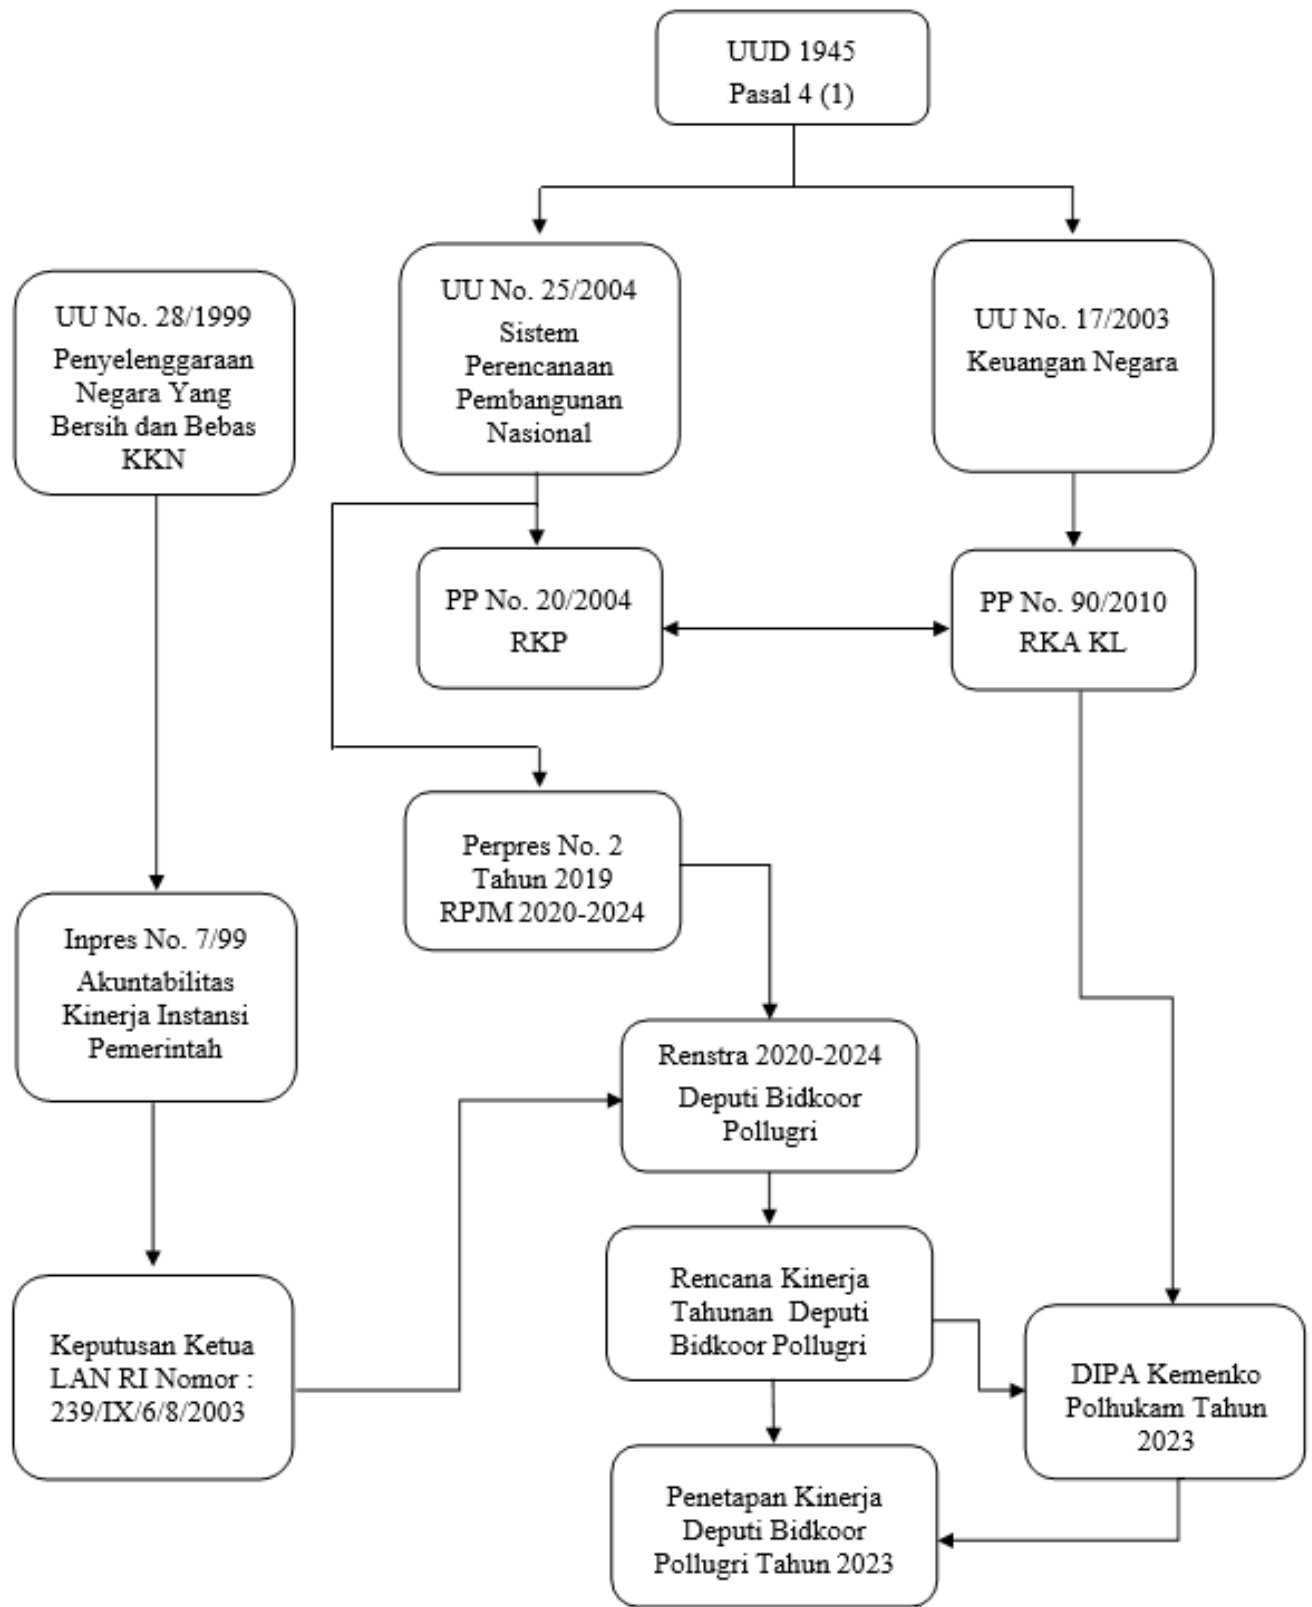 UUD 1945
Pasal 4 (1)
UU No. 28/1999
Penyelenggaraan
Negara Yang
Bersih dan Bebas
KKN
UU No. 25/2004
Sistem
Perencanaan
Pembangunan
Nasional
UU No. 17/2003
Keuangan Negara
PP No. 20/2004
RKP
PP No. 90/2010
RKA KL
Perpres No. 2
Tahun 2019
RPJM 2020-2024
Inpres No. 7/99
Akuntabilitas
Kinerja Instansi
Pemerintah
Renstra 2020-2024
Deputi Bidkoor
Pollugri
Rencana Kinerja
Tahunan Deputi
Bidkoor Pollugri
Keputusan Ketua
LAN RI Nomor :
239/IX/6/8/2003
DIPA Kemenko
Polhukam Tahun
2023
Penetapan Kinerja
Deputi Bidkoor
Pollugri Tahun 2023